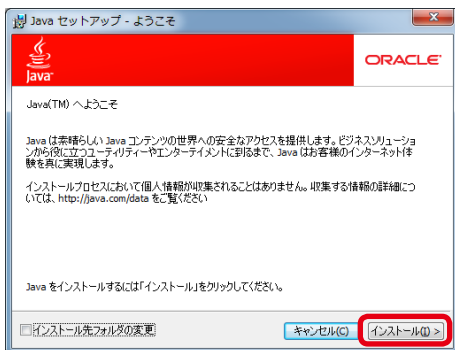 Java セットアップ - ようこそ
Java
ORACLE
Java(TM) へようこそ
Java は素晴らしい Java コンテンツの世界への安全なアクセスを提供します。ビジネスソリューショ
ンから役に立つユーティリティーやエンターテイメントに到るまで、Java はお客様のインターネット体
験を真に実現します。
インストールプロセスにおいて個人情報が収集されることはありません。収集する情報の詳細につ
いては、http://java.com/data をご覧ください
Java をインストールするには「インストール」をクリックしてください。
インストール先フォルダの変更
キャンセル(C)
インストール(I) >